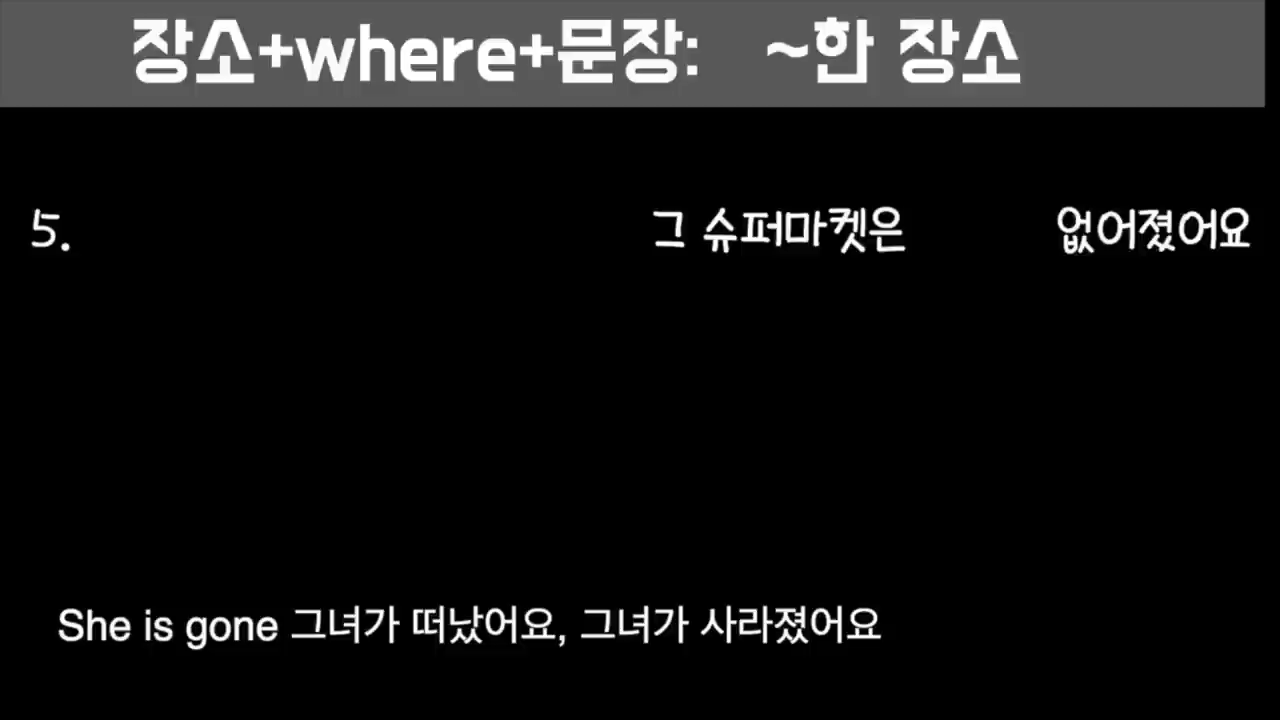 장소+where+문장: ~한 장소
5. 그 슈퍼마켓은 없어졌어요
She is gone 그녀가 떠났어요, 그녀가 사라졌어요